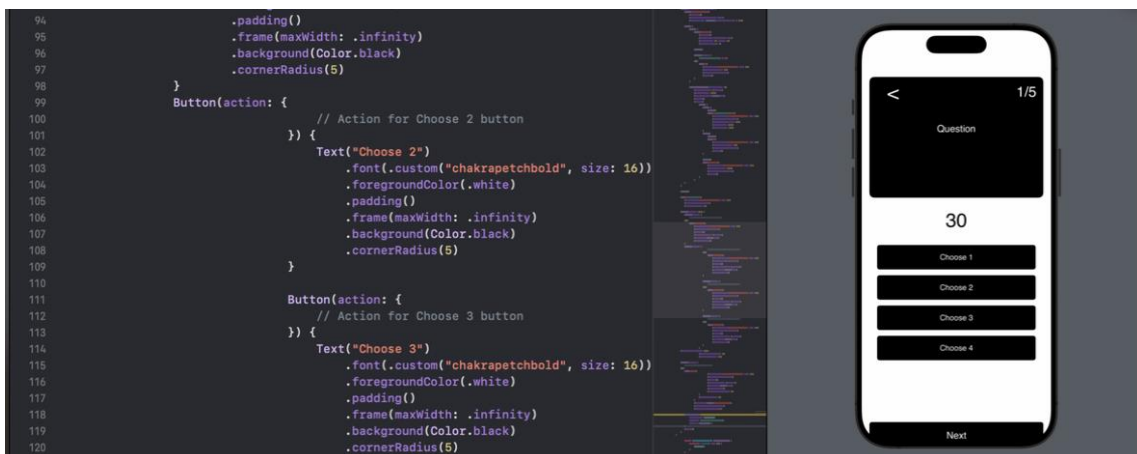 94 .padding()
95 .frame(maxWidth: .infinity)
96 .background(Color.black)
97 .cornerRadius(5)
98 }
99 Button(action: {
100 // Action for Choose 2 button
101 }) {
102 Text("Choose 2")
103 .font(.custom("chakrapetchbold", size: 16))
104 .foregroundColor(.white)
105 .padding()
106 .frame(maxWidth: .infinity)
107 .background(Color.black)
108 .cornerRadius(5)
109 }
110
111 Button(action: {
112 // Action for Choose 3 button
113 }) {
114 Text("Choose 3")
115 .font(.custom("chakrapetchbold", size: 16))
116 .foregroundColor(.white)
117 .padding()
118 .frame(maxWidth: .infinity)
119 .background(Color.black)
120 .cornerRadius(5)
< 1/5
Question
30
Choose 1
Choose 2
Choose 3
Choose 4
Next